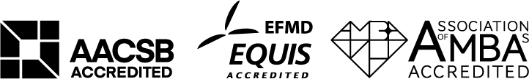 AACSB
ACCREDITED
EFMD
EQUIS
ACCREDITED
ASSOCIATION
OF
AMBAS
ACCREDITED